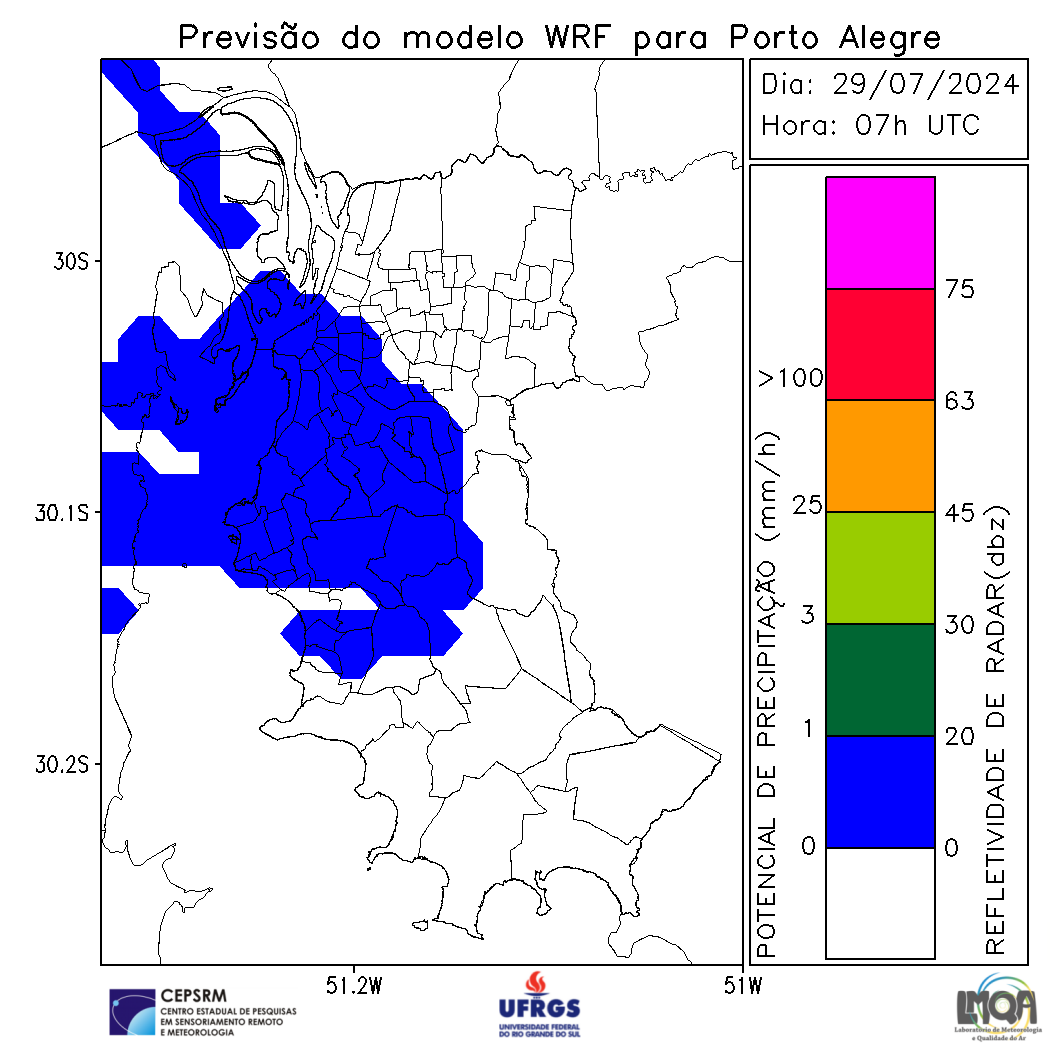 Previsão do modelo WRF para Porto Alegre
Dia: 29/07/2024
Hora: 07h UTC
30S
30.1S
30.2S
51.2W
51W
POTENCIAL DE PRECIPITAÇÃO (mm/h)
>100
25
3
1
0
75
63
45
30
20
0
REFLETIVIDADE DE RADAR(dbz)
CEPSRM
CENTRO ESTADUAL DE PESQUISAS
EM SENSORIAMENTO REMOTO
E METEOROLOGIA
UFRGS
UNIVERSIDADE FEDERAL
DO RIO GRANDE DO SUL
LMQA
Laboratório de Meteorologia
e Qualidade do Ar